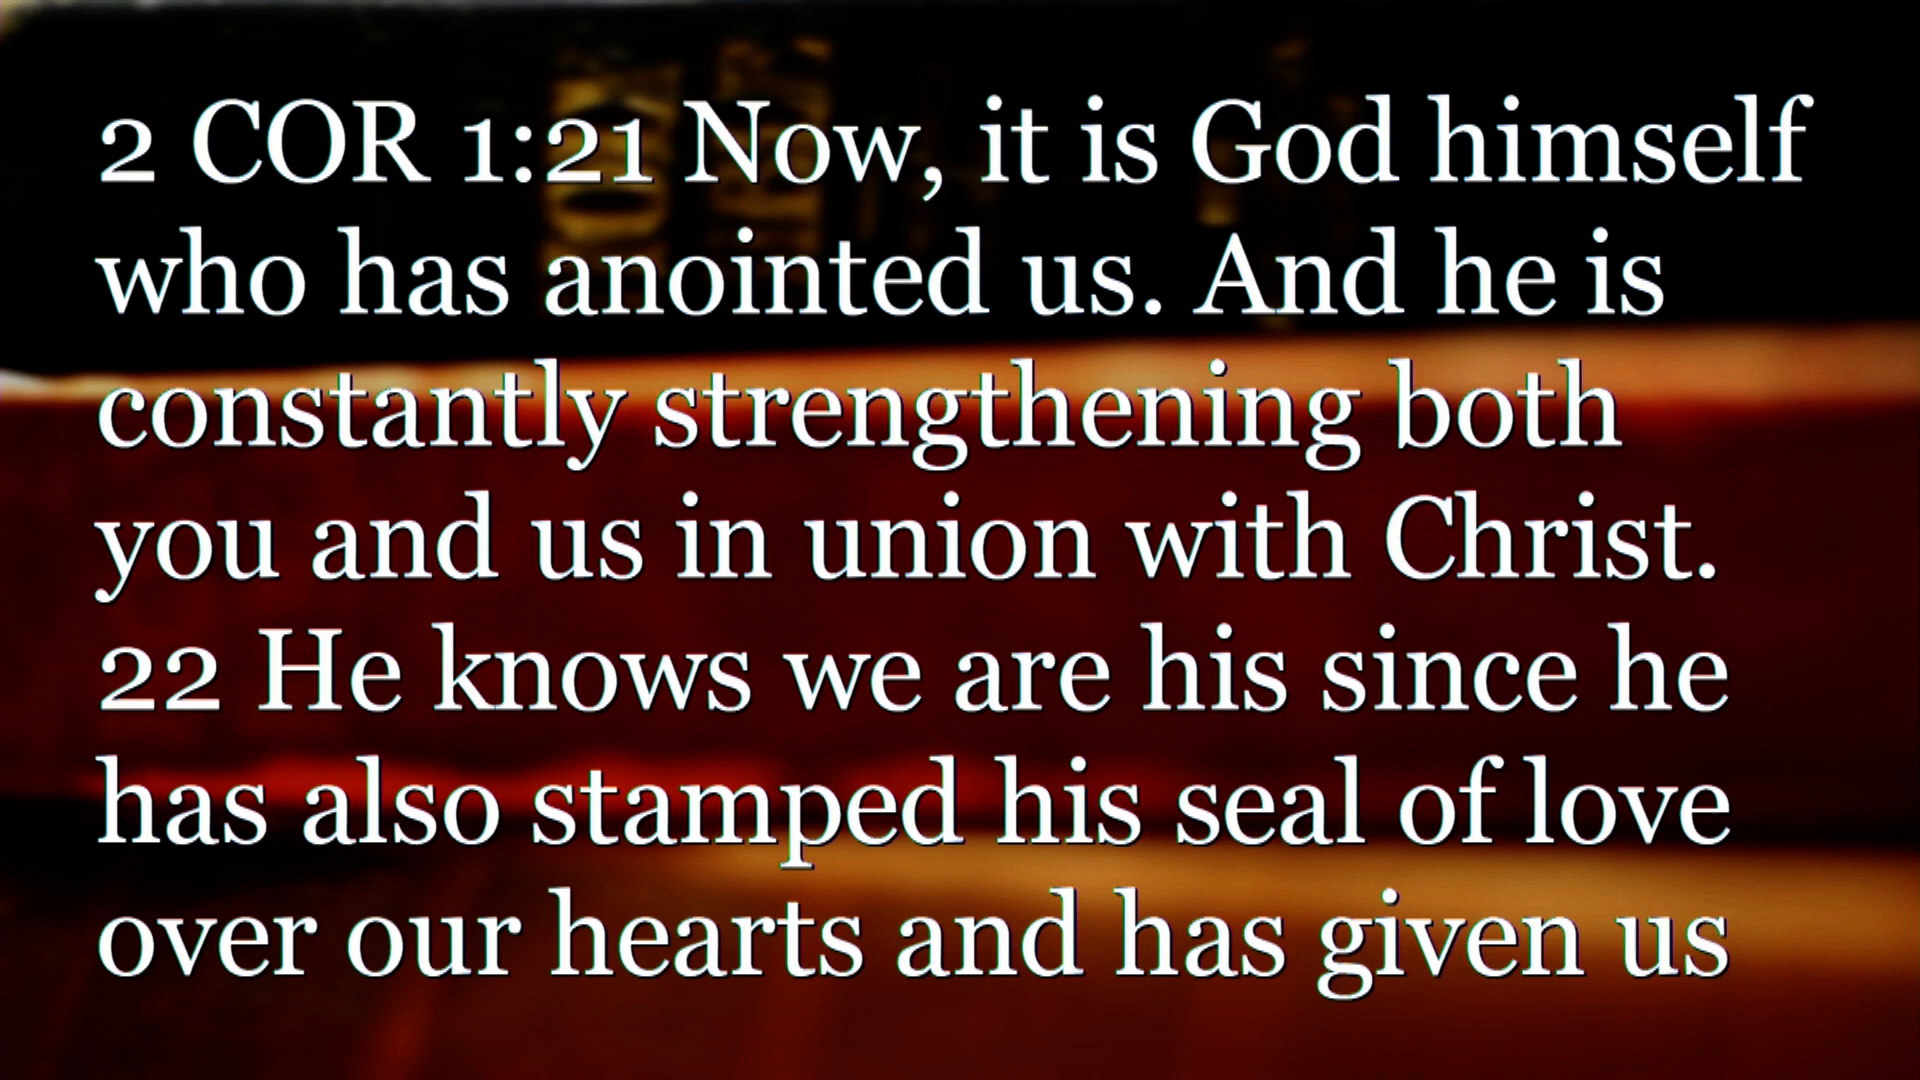 2 COR 1:21 Now, it is God himself
who has anointed us. And he is
constantly strengthening both
you and us in union with Christ.
22 He knows we are his since he
has also stamped his seal of love
over our hearts and has given us